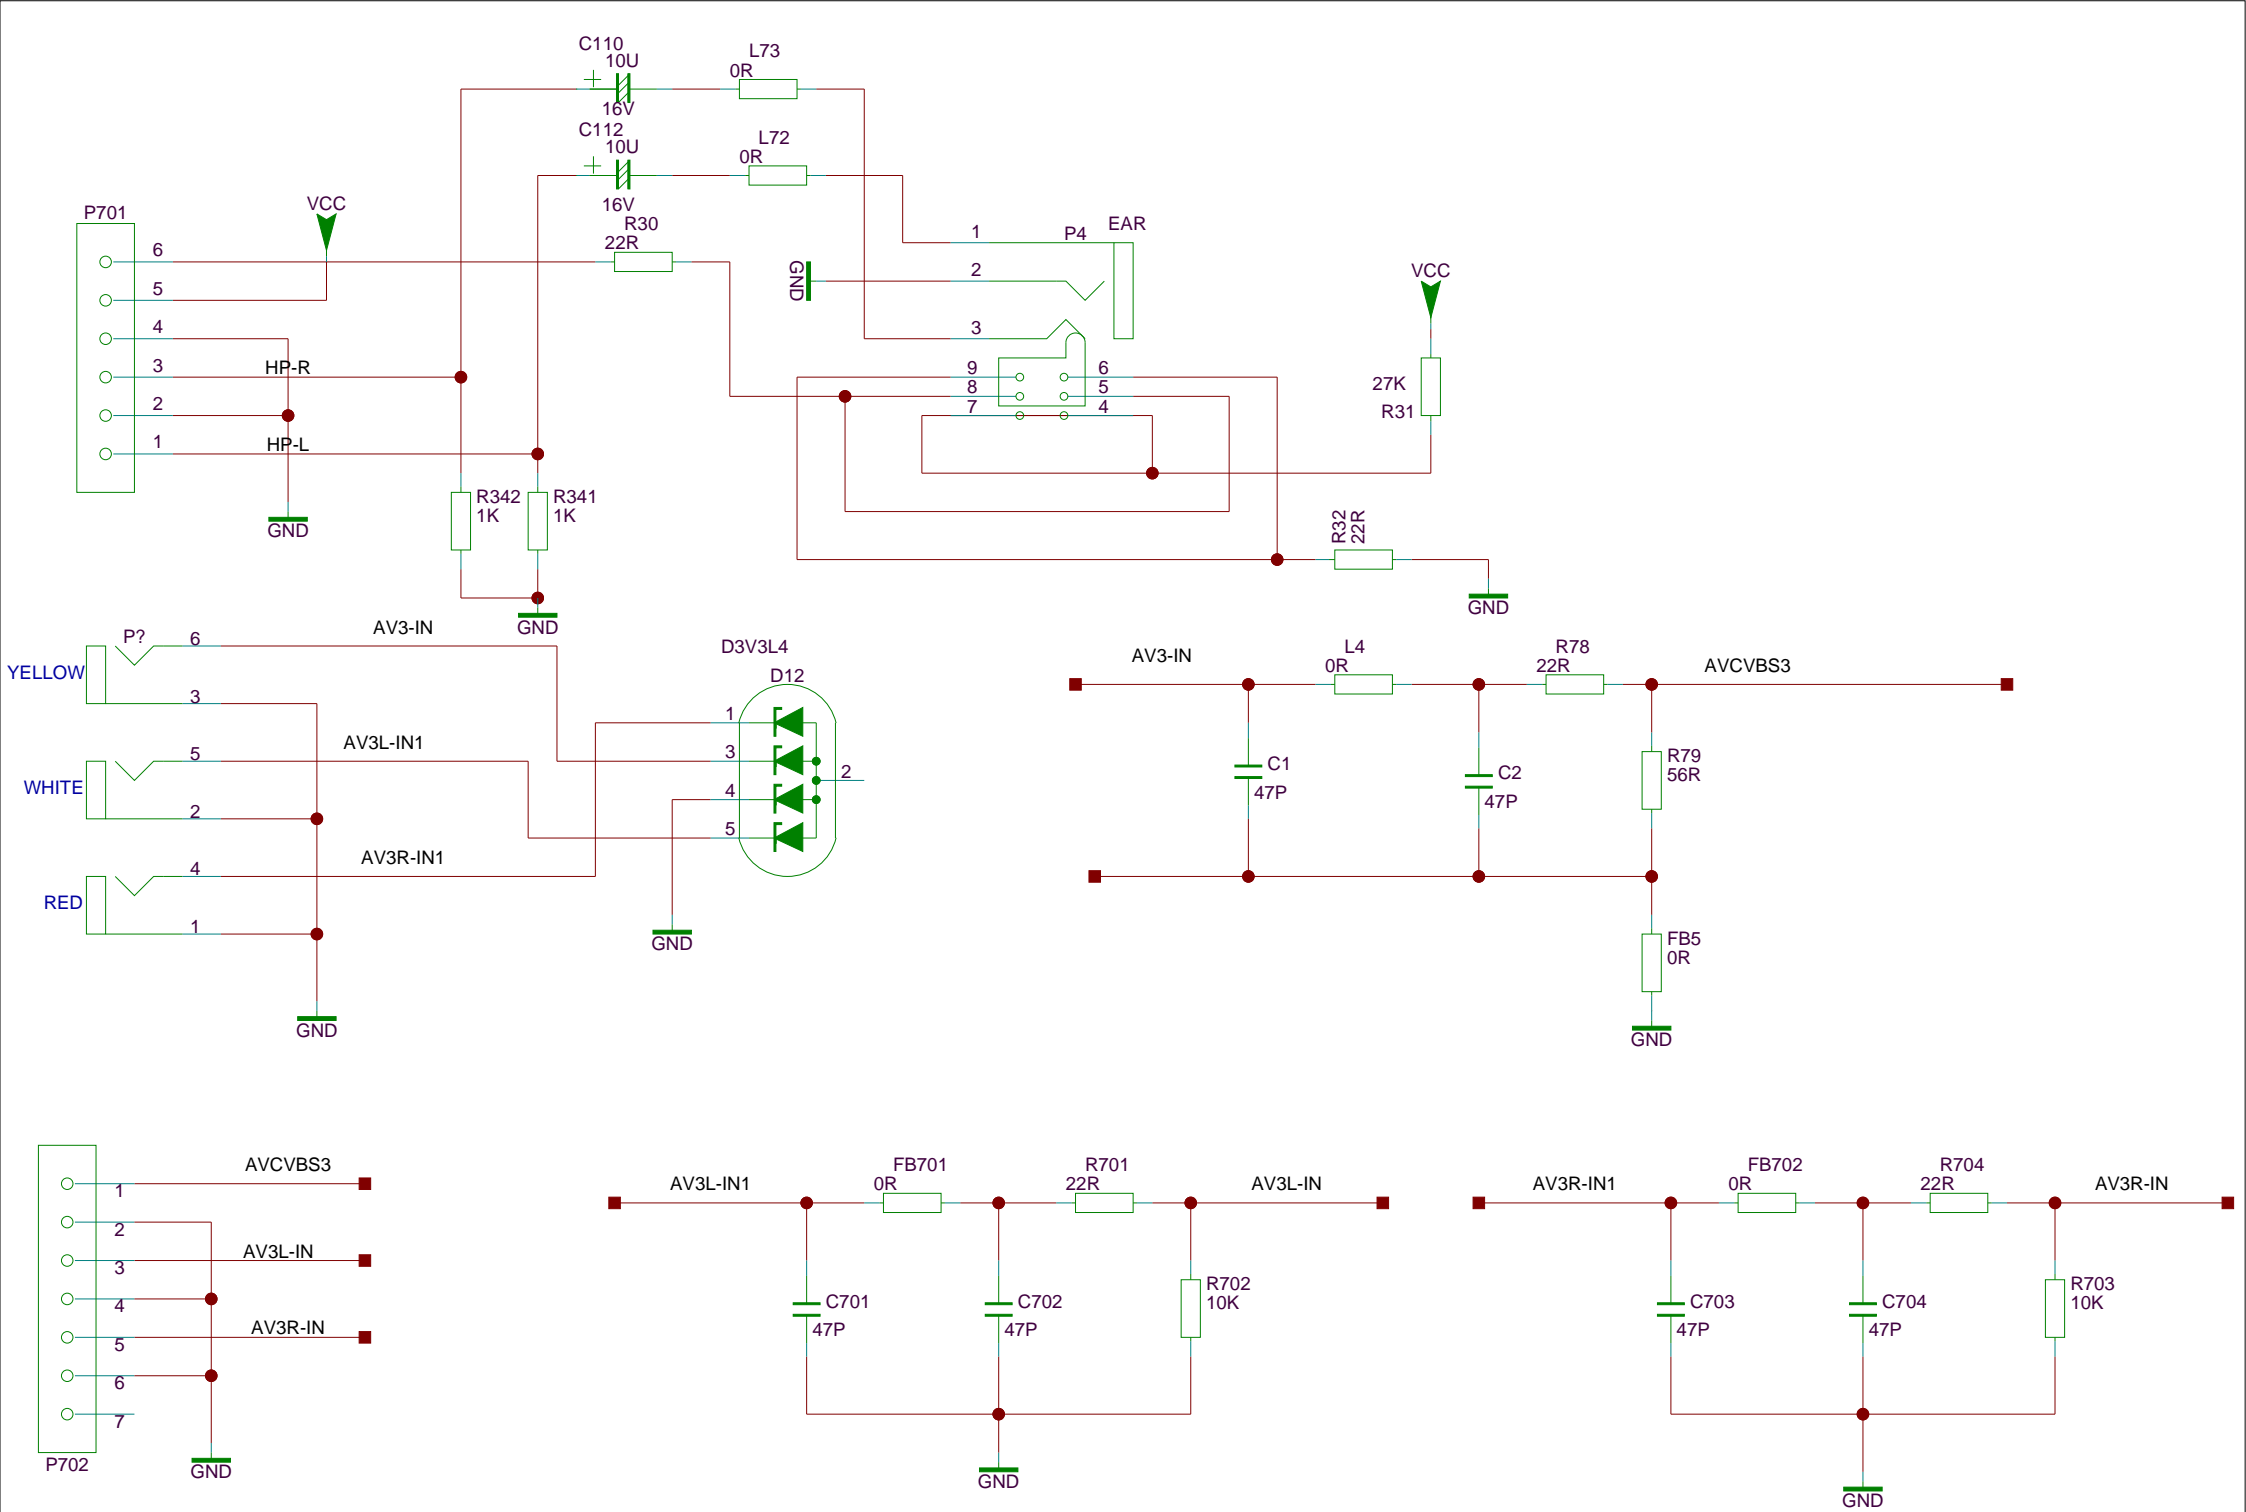 C110
10U
+
16V
L73
0R
C112
10U
+
16V
L72
0R
P701
VCC
R30
22R
6
5
4
3
2
1
HP-R
HP-L
GND
R342
1K
R341
1K
GND
GND
1
2
3
P4
EAR
9
8
7
6
5
4
VCC
27K
R31
R32
22R
GND
P?
YELLOW
6
3
AV3-IN
WHITE
5
2
AV3L-IN1
RED
4
1
AV3R-IN1
GND
D3V3L4
D12
1
3
4
5
2
GND
AV3-IN
L4
0R
R78
22R
AVCVBS3
C1
47P
C2
47P
R79
56R
FB5
0R
GND
AVCVBS3
1
2
AV3L-IN
3
4
AV3R-IN
5
6
7
P702
GND
AV3L-IN1
FB701
0R
R701
22R
AV3L-IN
C701
47P
C702
47P
R702
10K
GND
AV3R-IN1
FB702
0R
R704
22R
AV3R-IN
C703
47P
C704
47P
R703
10K
GND